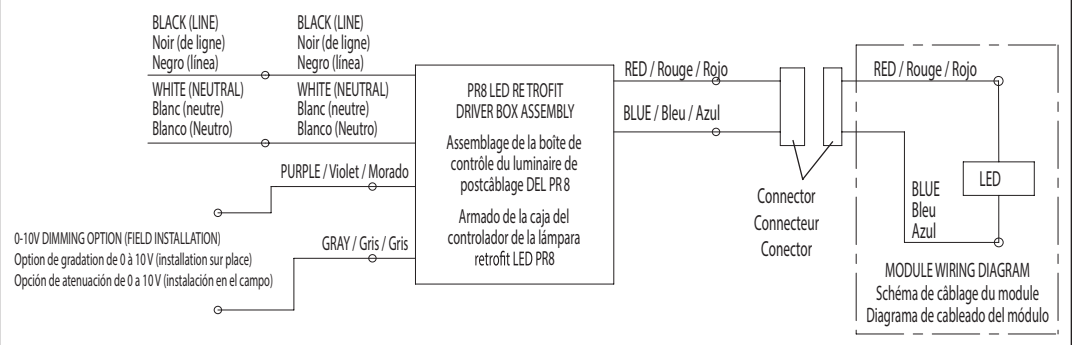 BLACK (LINE)
Noir (de ligne)
Negro (línea)
BLACK (LINE)
Noir (de ligne)
Negro (línea)
WHITE (NEUTRAL)
Blanc (neutre)
Blanco (Neutro)
WHITE (NEUTRAL)
Blanc (neutre)
Blanco (Neutro)
PURPLE / Violet / Morado
0-10V DIMMING OPTION (FIELD INSTALLATION)
Option de gradation de 0 à 10 V (installation sur place)
Opción de atenuación de 0 a 10 V (instalación en el campo)
GRAY / Gris / Gris
PR8 LED RE TROFIT
DRIVER BOX ASSEMBLY
Assemblage de la boîte de
contrôle du luminaire de
postcâblage DEL PR 8
Armado de la caja del
controlador de la lámpara
retrofit LED PR8
RED / Rouge / Rojo
BLUE / Bleu / Azul
Connector
Connecteur
Conector
RED / Rouge / Rojo
BLUE
Bleu
Azul
LED
MODULE WIRING DIAGRAM
Schéma de câblage du module
Diagrama de cableado del módulo